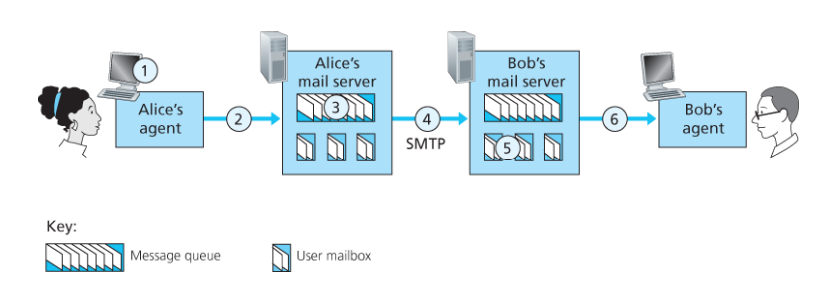 1
Alice's
agent
2
Alice's
mail server
3
4
SMTP
Bob's
mail server
5
6
Bob's
agent
Key:
Message queue
User mailbox